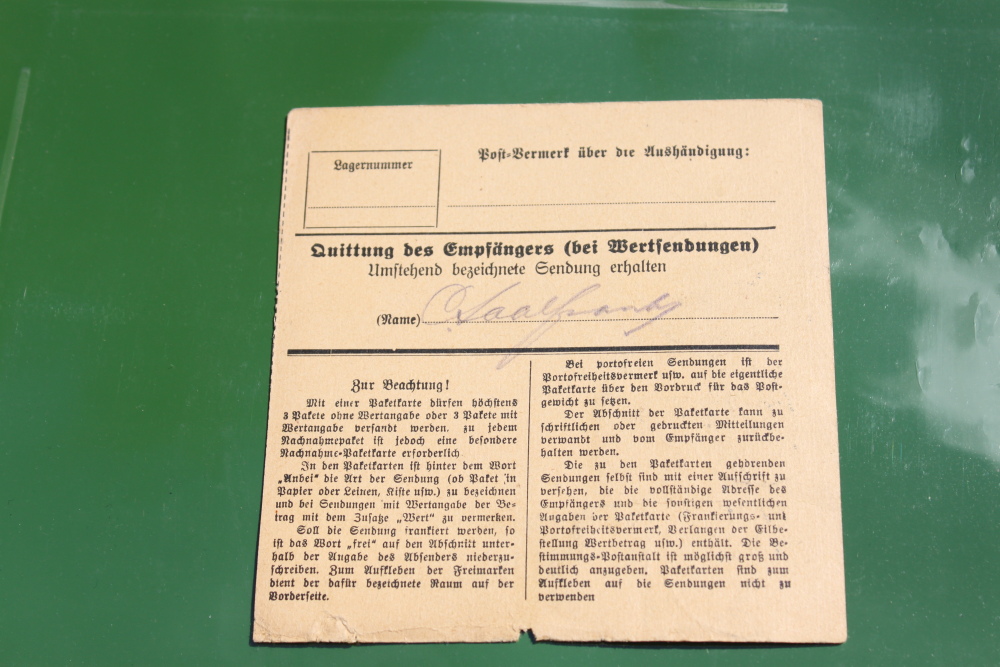 Lagernummer
Post-Vermerk über die Aushändigung:
Quittung des Empfängers (bei Wertsendungen)
Umstehend bezeichnete Sendung erhalten
(Name)
Zur Beachtung!
Mit einer Paketkarte dürfen höchstens
3 Pakete ohne Wertangabe oder 3 Pakete mit
Wertangabe versandt werden, zu jedem
Nachnahmepaket ist jedoch eine besondere
Nachnahme-Paketkarte erforderlich
In den Paketkarten ist hinter dem Wort
„Anbei" die Art der Sendung (ob Paket in
Papier oder Leinen, Kiste usw.) zu bezeichnen
und bei Sendungen mit Wertangabe der Be-
trag mit dem Zusatze „Wert" zu vermerken.
Soll die Sendung frankiert werden, so
ist das Wort „frei" auf den Abschnitt unter-
halb der Angabe des Absenders niederzu-
schreiben. Zum Aufkleben der Freimarken
dient der dafür bezeichnete Raum auf der
Vorderseite.
Bei portofreien Sendungen ist der
Portofreiheitsvermerk usw. auf die eigentliche
Paketkarte über den Vordruck für das Post-
gewicht zu setzen.
Der Abschnitt der Paketkarte kann zu
schriftlichen oder gedruckten Mitteilungen
verwandt und vom Empfänger zurückbe-
halten werden.
Die zu den Paketkarten gehörenden
Sendungen selbst sind mit einer Aufschrift zu
versehen, die die vollständige Adresse des
Empfängers und die sonstigen wesentlichen
Angaben der Paketkarte (Frankierungs- und
Portofreiheitsvermerk, Verlangen der Eilbe-
stellung Wertbetrag usw.) enthält. Die Be-
stimmungs-Postanstalt ist möglichst groß und
deutlich anzugeben. Paketkarten sind zum
Aufkleben auf die Sendungen nicht zu
verwenden